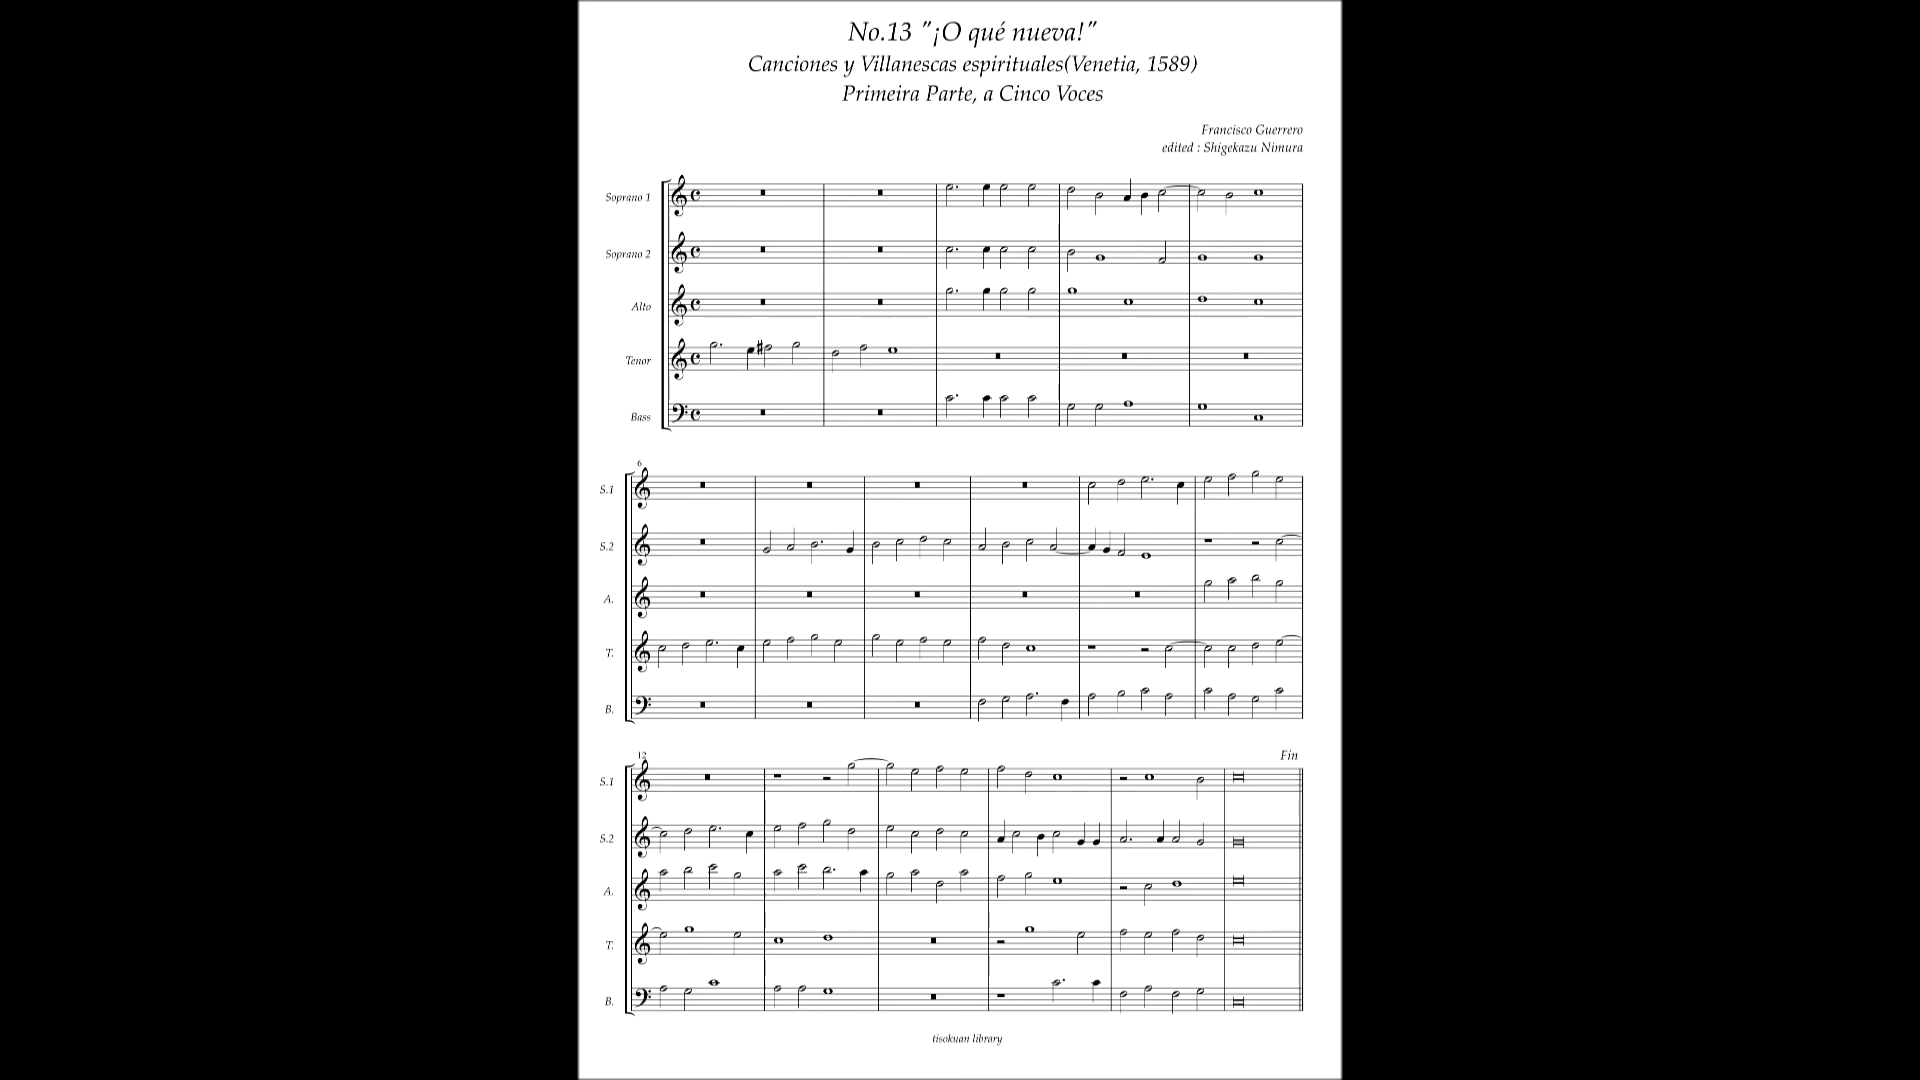 No.13 "¡O qué nueva!"
Canciones y Villanescas espirituales(Venetia, 1589)
Primeira Parte, a Cinco Voces
Francisco Guerrero
edited : Shigekazu Nimura
Soprano 1
Soprano 2
Alto
Tenor
Bass
6
S.1
S.2
A.
T.
B.
12
Fin
S.1
S.2
A.
T.
B.
tisokuan library